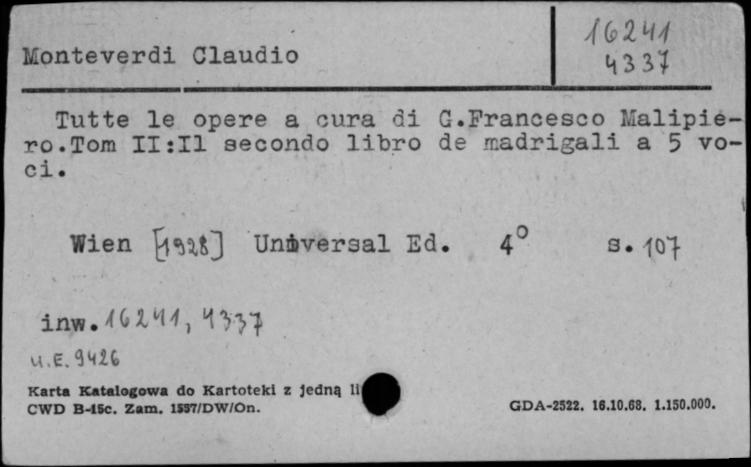 16241
Monteverdi Claudio
4337
Tutte le opere a cura di G.Francesco Malipie-
ro.Tom II:Il secondo libro de madrigali a 5 vo-
ci.
Wien [1928] Universal Ed. 4° s. 107
inw. 16241, 4337
U.E. 9426
Karta Katalogowa do Kartoteki z jedną li
CWD B-15c. Zam. 1557/DW/On.
GDA-2522. 16.10.68. 1.150.000.